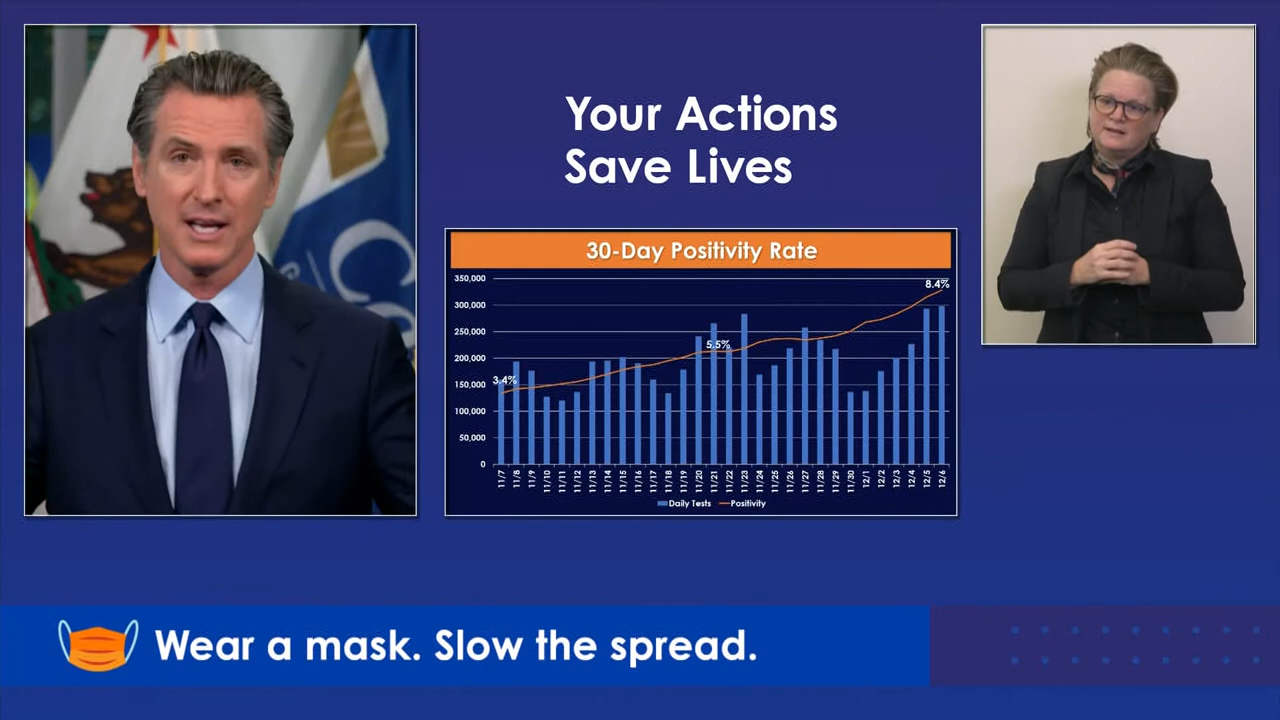 Your Actions
Save Lives
30-Day Positivity Rate
350,000
300,000
250,000
200,000
150,000
100,000
50,000
0
3.4%
5.5%
8.4%
11/7 11/8 11/9 11/10 11/11 11/12 11/13 11/14 11/15 11/16 11/17 11/18 11/19 11/20 11/21 11/22 11/23 11/24 11/25 11/26 11/27 11/28 11/29 11/30 12/1 12/2 12/3 12/4 12/5 12/6
Daily Tests Positivity
Wear a mask. Slow the spread.